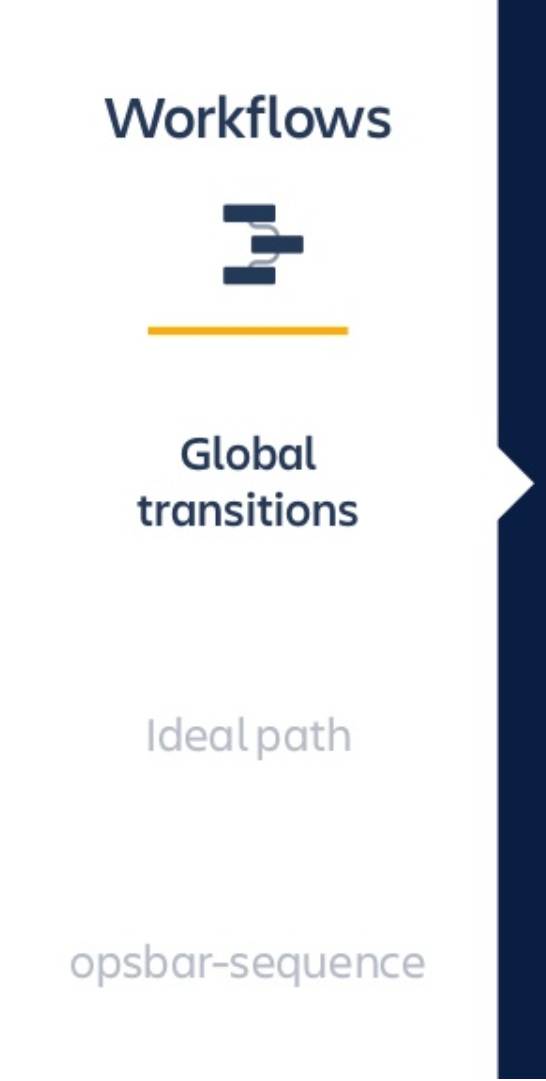 Workflows
Global
transitions
Ideal path
opsbar-sequence